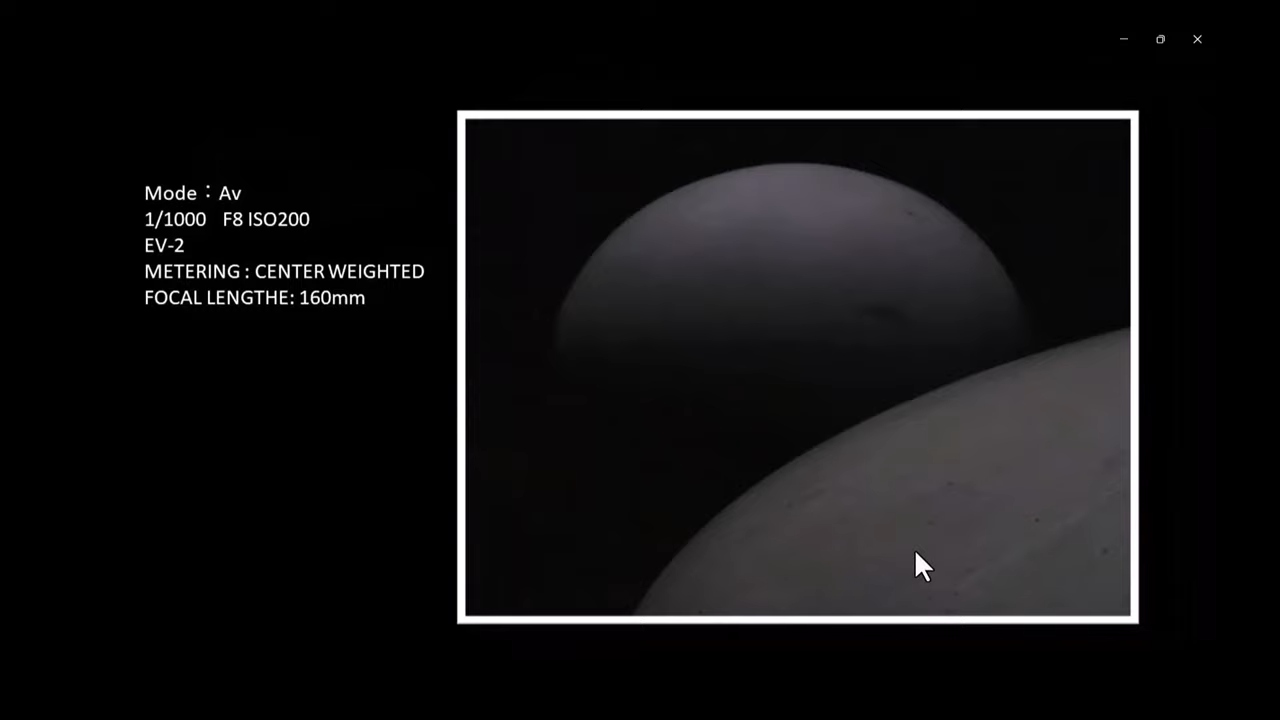 Mode：Av
1/1000 F8 ISO200
EV-2
METERING : CENTER WEIGHTED
FOCAL LENGTHE: 160mm